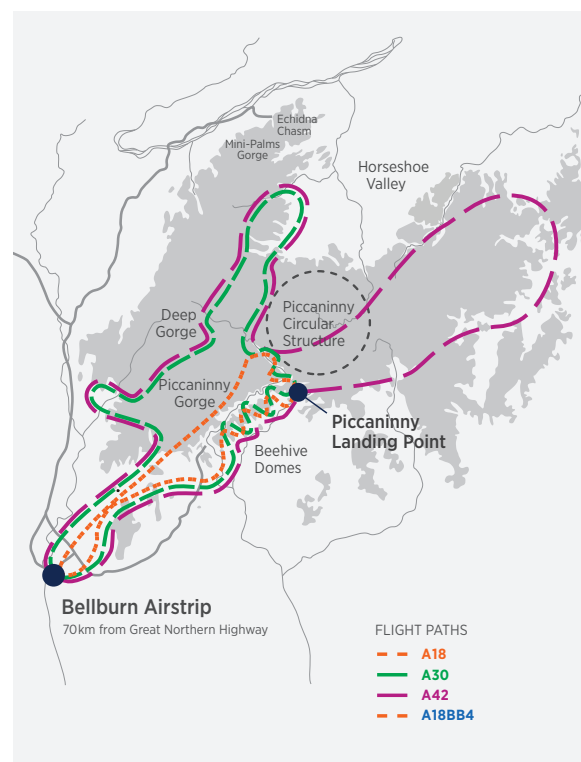 Echidna
Chasm
Mini-Palms
Gorge
Horseshoe
Valley
Deep
Gorge
Piccaninny
Circular
Structure
Piccaninny
Gorge
Piccaninny
Landing Point
Beehive
Domes
Bellburn Airstrip
70km from Great Northern Highway
FLIGHT PATHS
A18
A30
A42
A18BB4